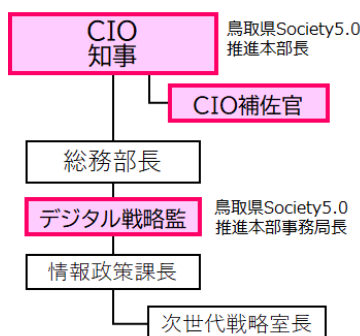 CIO
知事
鳥取県Society5.0
推進本部長
CIO補佐官
総務部長
デジタル戦略監
鳥取県Society5.0
推進本部事務局長
情報政策課長
次世代戦略室長